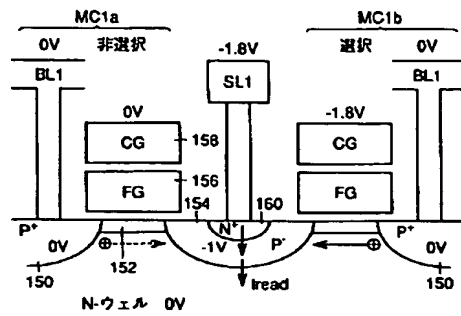 MC1a
MC1b
0V 非選択
-1.8V
選択 0V
BL1
SL1
BL1
0V
-1.8V
CG
158
CG
FG
156
FG
154
160
P+
N+
P+
0V
⊕
-1V
P-
⊕
0V
150
152
Iread
150
N-ウェル 0V